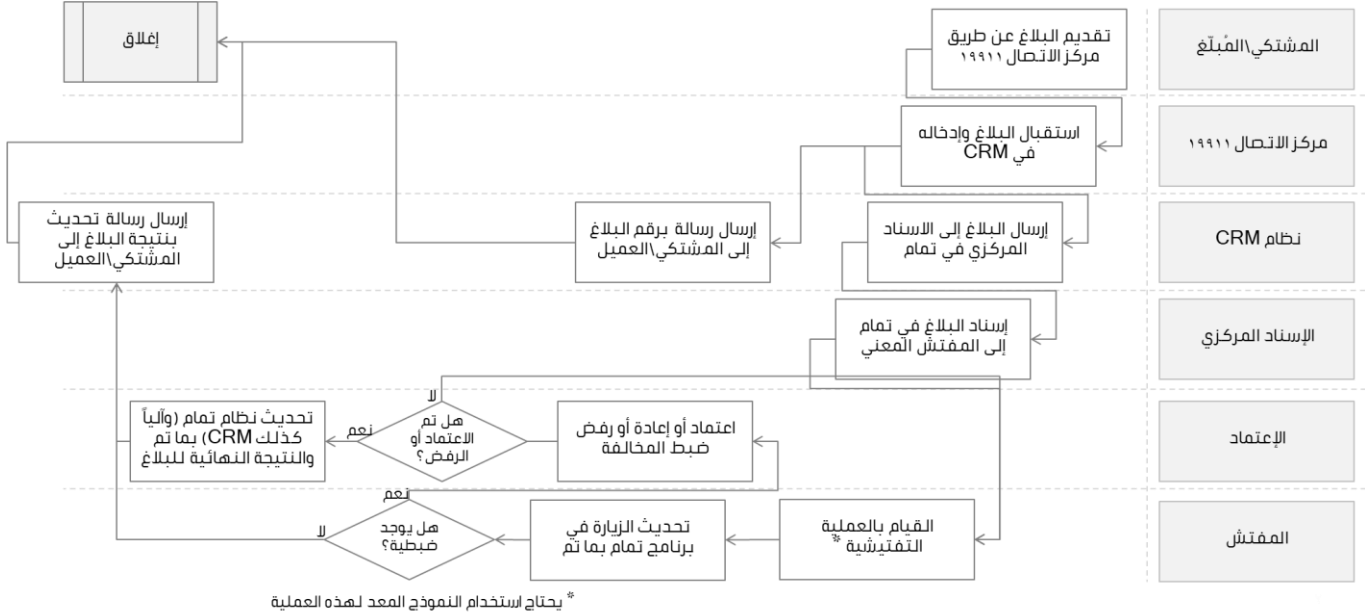 المشتكي\المُبلّغ
تقديم البلاغ عن طريق
مركز الاتصال ١٩٩١١
إغلاق
مركز الاتصال ١٩٩١١
استقبال البلاغ وإدخاله
في CRM
نظام CRM
إرسال البلاغ إلى الاسناد
المركزي في تمام
إرسال رسالة برقم البلاغ
إلى المشتكي\العميل
إرسال رسالة تحديث
بنتيجة البلاغ إلى
المشتكي\العميل
الإسناد المركزي
إسناد البلاغ في تمام
إلى المفتش المعني
الإعتماد
اعتماد أو إعادة أو رفض
ضبط المخالفة
لا
هل تم
الاعتماد أو
الرفض؟
نعم
تحديث نظام تمام (وآلياً
كذلك CRM) بما تم
والنتيجة النهائية للبلاغ
المفتش
القيام بالعملية
التفتيشية *
تحديث الزيارة في
برنامج تمام بما تم
نعم
هل يوجد
ضبطية؟
لا
* يحتاج استخدام النموذج المعد لهذه العملية